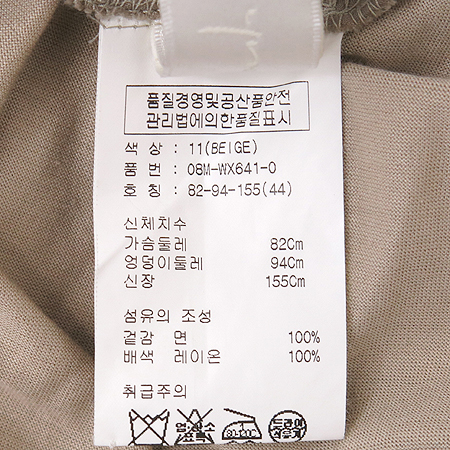 품질경영및공산품안전
관리법에의한품질표시
색 상 : 11(BEIGE)
품 번 : 08M-WX641-0
호 칭 : 82-94-155(44)
신체치수
가슴둘레 82Cm
엉덩이둘레 94Cm
신장 155Cm
섬유의 조성
겉감 면 100%
배색 레이온 100%
취급주의
드라이